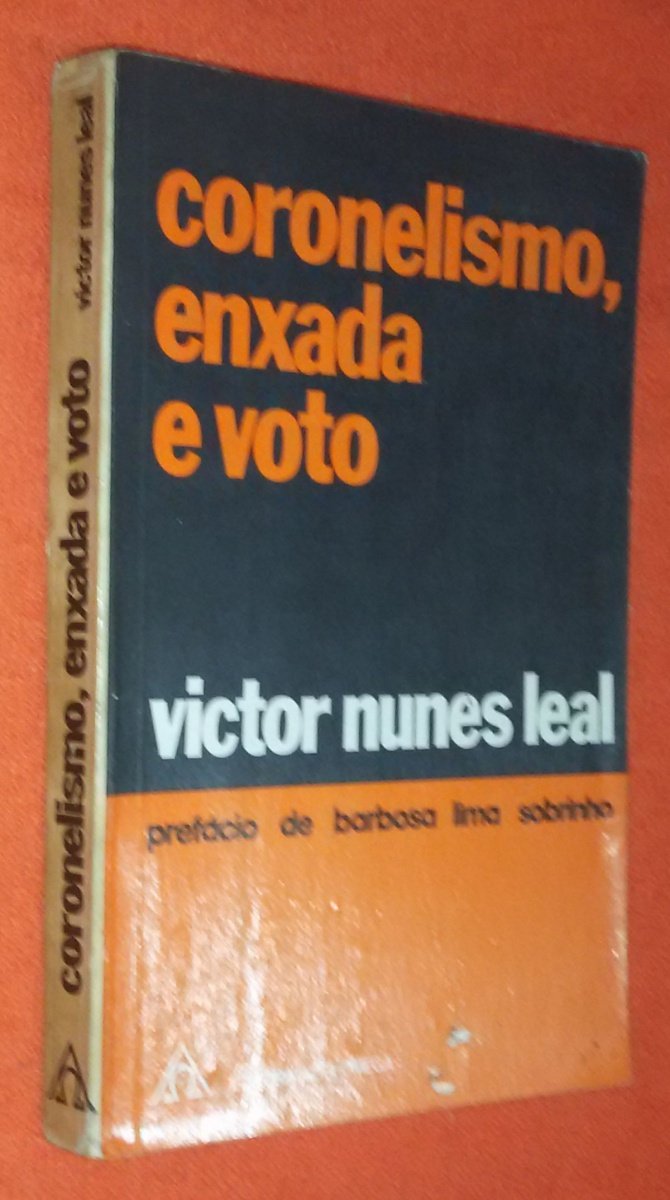 coronelismo,
enxada
e voto
victor nunes leal
prefácio de barbosa lima sobrinho
coronelismo, enxada e voto victor nunes leal